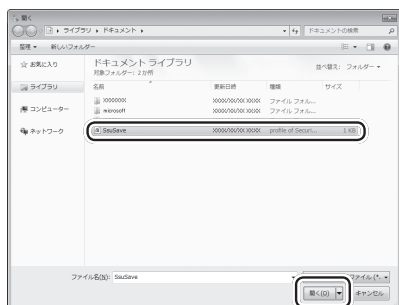 開く
ライブラリ ▸ ドキュメント ▸
ドキュメントの検索
整理 ▾ 新しいフォルダー
お気に入り
ライブラリ
コンピューター
ネットワーク
ドキュメント ライブラリ
対象フォルダー: 2 か所
並べ替え: フォルダー ▾
名前 更新日時 種類 サイズ
XXXXXXX XXXX/XX/XX XX:XX ファイル フォル...
microsoft XXXX/XX/XX XX:XX ファイル フォル...
SsuSave XXXX/XX/XX XX:XX profile of Securi... 1 KB
ファイル名(N): SsuSave
開く(O) キャンセル